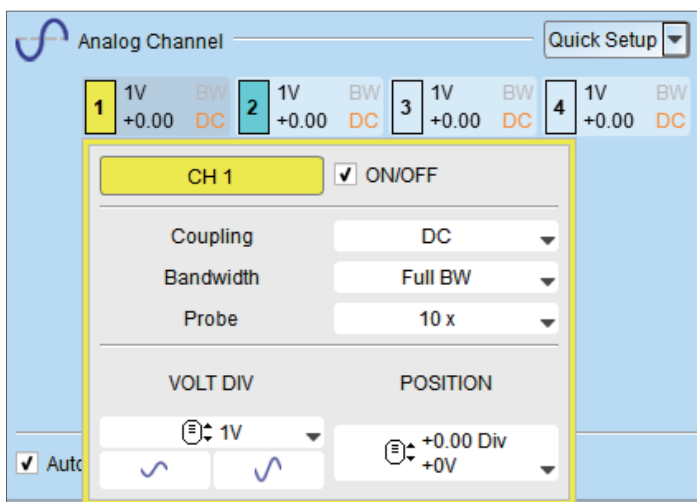 Analog Channel
Quick Setup
1 1V BW 2 1V BW 3 1V BW 4 1V BW
+0.00 DC +0.00 DC +0.00 DC +0.00 DC
CH 1 ON/OFF
Coupling DC
Bandwidth Full BW
Probe 10 x
VOLT DIV POSITION
1V
+0.00 Div
+0V
Auto